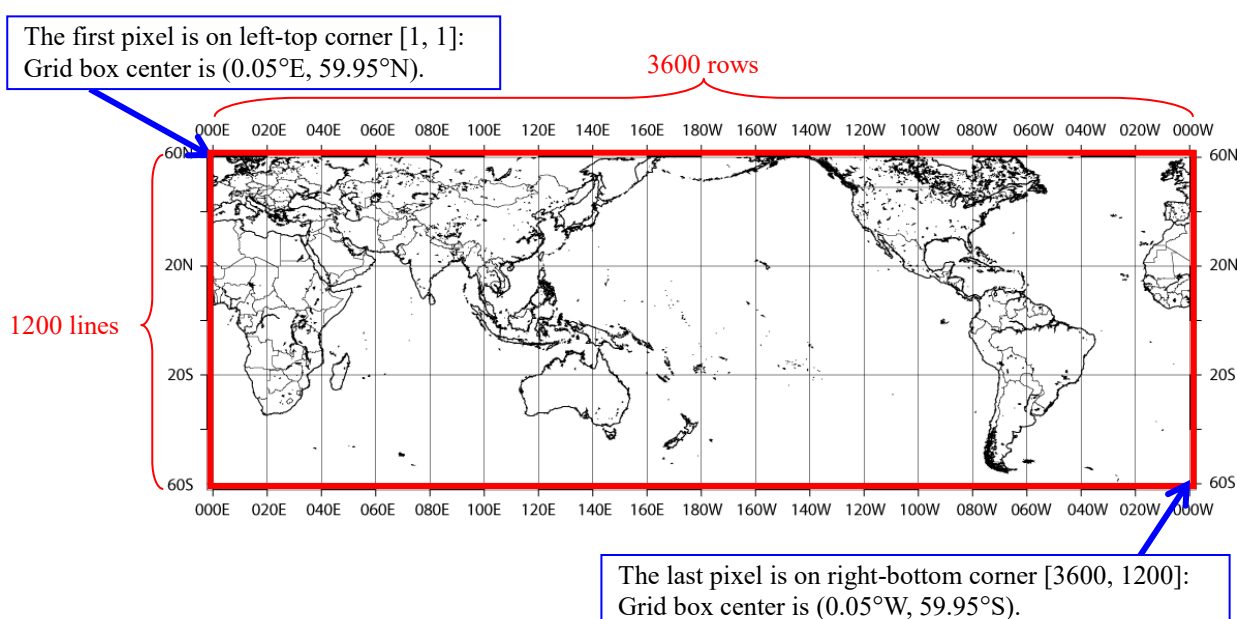 The first pixel is on left-top corner [1, 1]:
Grid box center is (0.05°E, 59.95°N).
3600 rows
000E 020E 040E 060E 080E 100E 120E 140E 160E 180W 160W 140W 120W 100W 080W 060W 040W 020W 000W
60N 60N
20N 20N
1200 lines
20S 20S
60S 60S
000E 020E 040E 060E 080E 100E 120E 140E 160E 180W 160W 140W 120W 100W 080W 060W 040W 020W 000W
The last pixel is on right-bottom corner [3600, 1200]:
Grid box center is (0.05°W, 59.95°S).